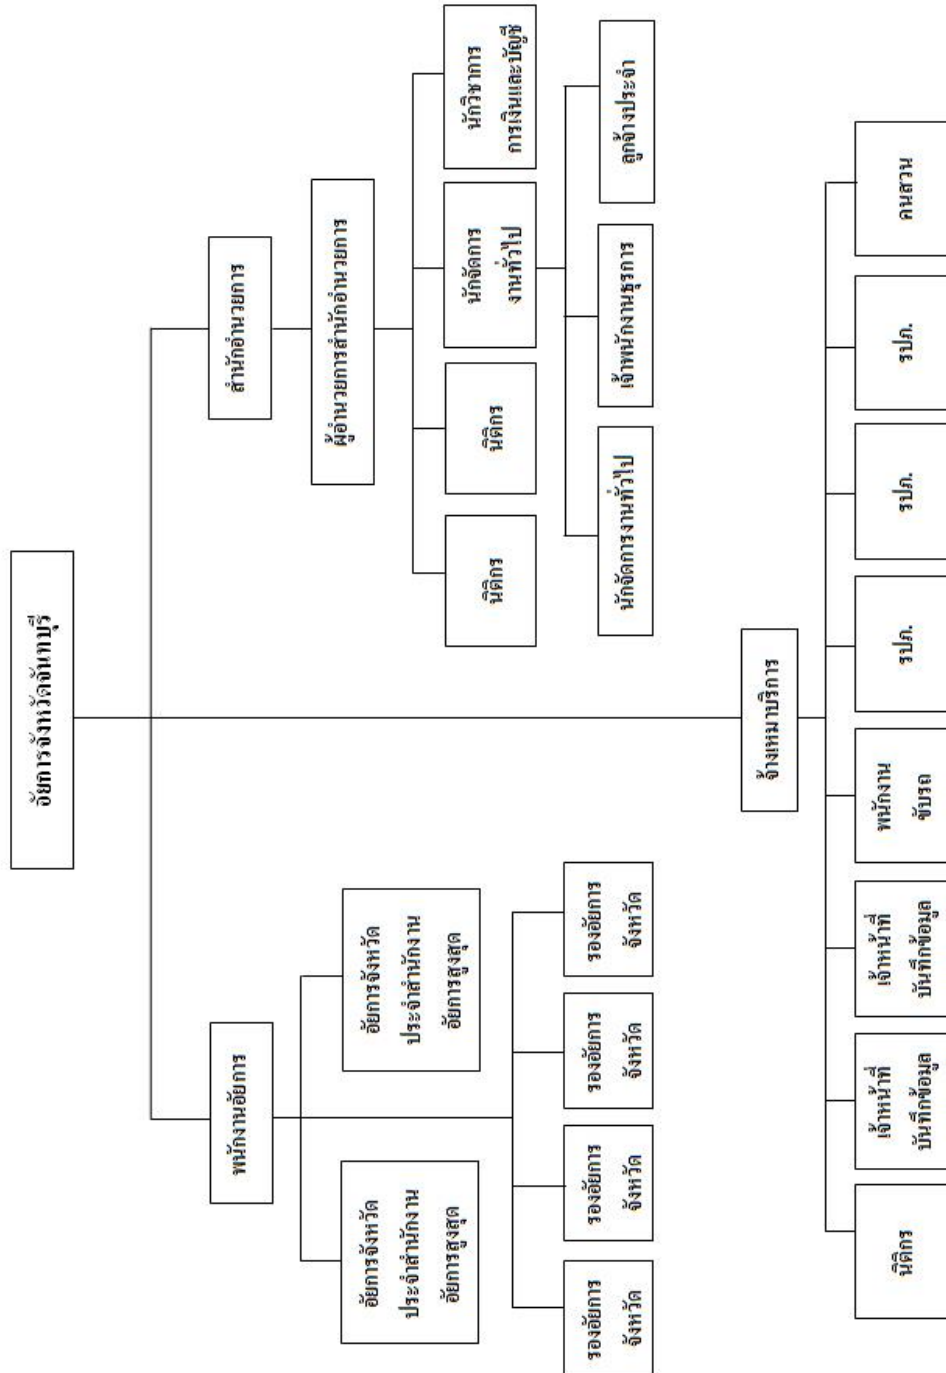 อัยการจังหวัดจันทบุรี
พนักงานอัยการ
สำนักอำนวยการ
ผู้อำนวยการสำนักอำนวยการ
อัยการจังหวัด
ประจำสำนักงาน
อัยการสูงสุด
อัยการจังหวัด
ประจำสำนักงาน
อัยการสูงสุด
นิติกร
นิติกร
นักจัดการ
งานทั่วไป
นักวิชาการ
การเงินและบัญชี
รองอัยการ
จังหวัด
รองอัยการ
จังหวัด
รองอัยการ
จังหวัด
รองอัยการ
จังหวัด
นักจัดการงานทั่วไป
เจ้าพนักงานธุรการ
ลูกจ้างประจำ
จ้างเหมาบริการ
นิติกร
เจ้าหน้าที่
บันทึกข้อมูล
เจ้าหน้าที่
บันทึกข้อมูล
พนักงาน
ขับรถ
รปภ.
รปภ.
รปภ.
คนสวน